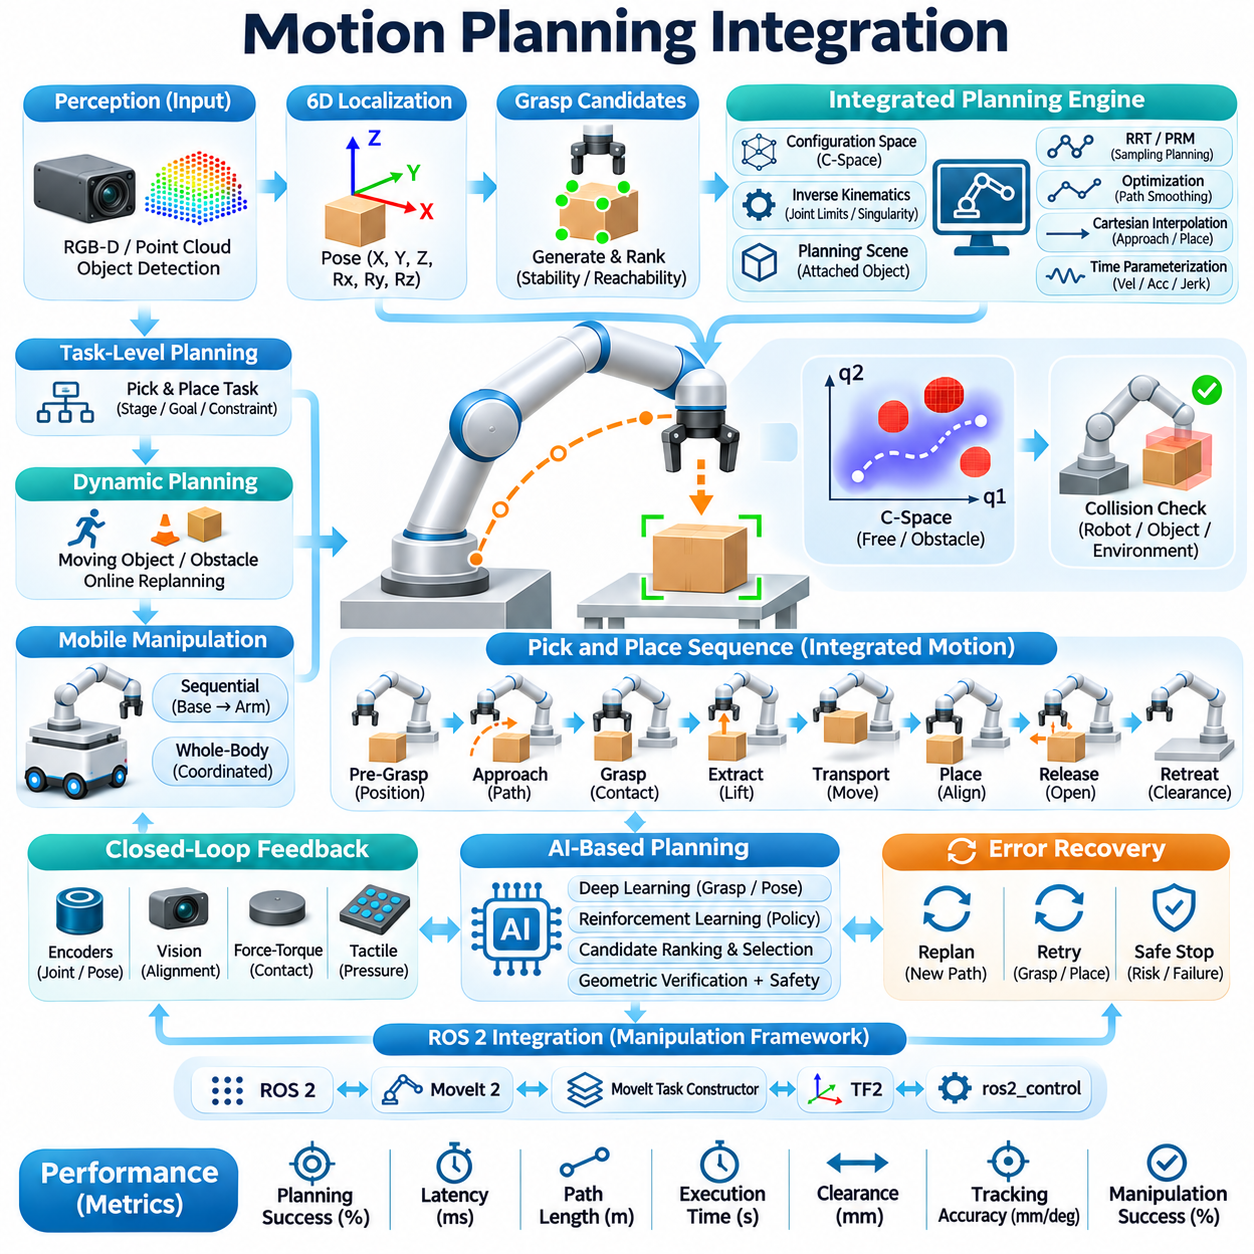 Motion Planning Integration
Perception (Input)
RGB-D / Point Cloud
Object Detection
6D Localization
Z
Y
X
Pose (X, Y, Z,
Rx, Ry, Rz)
Grasp Candidates
Generate & Rank
(Stability / Reachability)
Integrated Planning Engine
Configuration Space
(C-Space)
Inverse Kinematics
(Joint Limits / Singularity)
Planning Scene
(Attached Object)
RRT / PRM
(Sampling Planning)
Optimization
(Path Smoothing)
Cartesian Interpolation
(Approach / Place)
Time Parameterization
(Vel / Acc / Jerk)
Task-Level Planning
Pick & Place Task
(Stage / Goal / Constraint)
Dynamic Planning
Moving Object / Obstacle
Online Replanning
Mobile Manipulation
Sequential
(Base → Arm)
Whole-Body
(Coordinated)
q2
q1
C-Space
(Free / Obstacle)
Collision Check
(Robot / Object /
Environment)
Pick and Place Sequence (Integrated Motion)
Pre-Grasp
(Position)
Approach
(Path)
Grasp
(Contact)
Extract
(Lift)
Transport
(Move)
Place
(Align)
Release
(Open)
Retreat
(Clearance)
Closed-Loop Feedback
Encoders
(Joint / Pose)
Vision
(Alignment)
Force-Torque
(Contact)
Tactile
(Pressure)
AI-Based Planning
AI
Deep Learning (Grasp / Pose)
Reinforcement Learning (Policy)
Candidate Ranking & Selection
Geometric Verification + Safety
Error Recovery
Replan
(New Path)
Retry
(Grasp / Place)
Safe Stop
(Risk / Failure)
ROS 2 Integration (Manipulation Framework)
ROS 2
MoveIt 2
MoveIt Task Constructor
TF2
ros2_control
Performance
(Metrics)
Planning
Success (%)
Latency
(ms)
Path
Length (m)
Execution
Time (s)
Clearance
(mm)
Tracking
Accuracy (mm/deg)
Manipulation
Success (%)